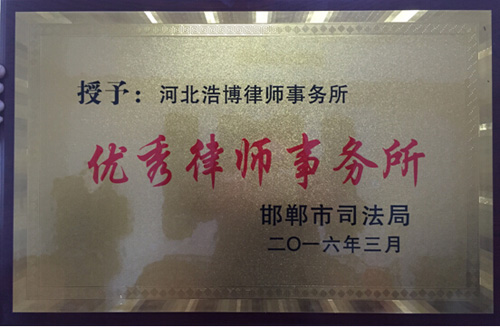 授予：河北浩博律师事务所
优秀律师事务所
邯郸市司法局
二〇一六年三月